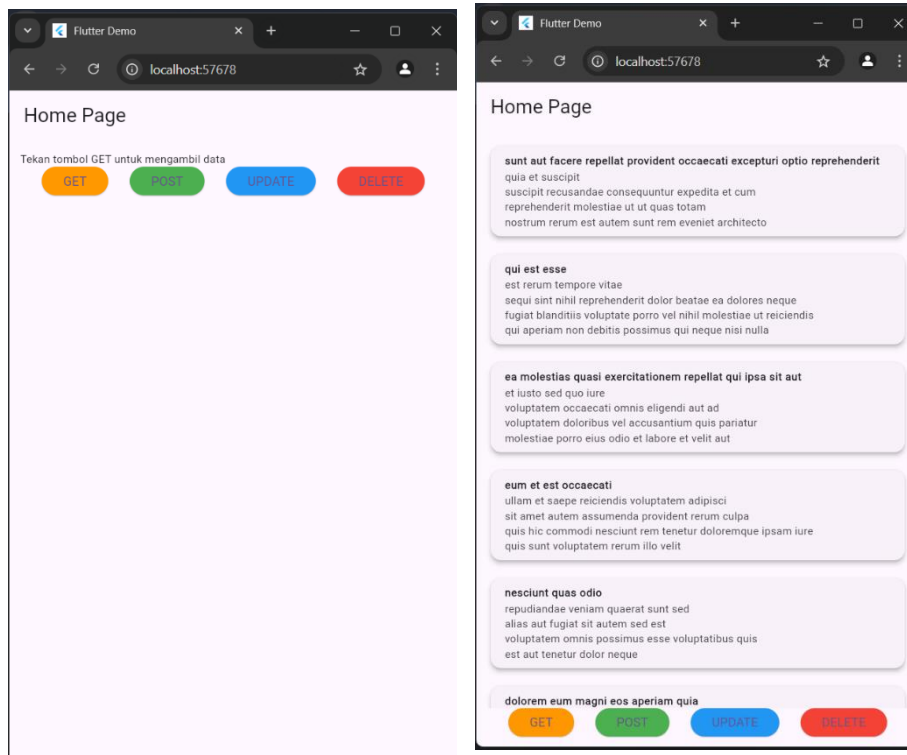 Flutter Demo
localhost:57678
Home Page
Tekan tombol GET untuk mengambil data
GET POST UPDATE DELETE
Flutter Demo
localhost:57678
Home Page
sunt aut facere repellat provident occaecati excepturi optio reprehenderit
quia et suscipit
suscipit recusandae consequuntur expedita et cum
reprehenderit molestiae ut ut quas totam
nostrum rerum est autem sunt rem eveniet architecto
qui est esse
est rerum tempore vitae
sequi sint nihil reprehenderit dolor beatae ea dolores neque
fugiat blanditiis voluptate porro vel nihil molestiae ut reiciendis
qui aperiam non debitis possimus qui neque nisi nulla
ea molestias quasi exercitationem repellat qui ipsa sit aut
et iusto sed quo iure
voluptatem occaecati omnis eligendi aut ad
voluptatem doloribus vel accusantium quis pariatur
molestiae porro eius odio et labore et velit aut
eum et est occaecati
ullam et saepe reiciendis voluptatem adipisci
sit amet autem assumenda provident rerum culpa
quis hic commodi nesciunt rem tenetur doloremque ipsam iure
quis sunt voluptatem rerum illo velit
nesciunt quas odio
repudiandae veniam quaerat sunt sed
alias aut fugiat sit autem sed est
voluptatem omnis possimus esse voluptatibus quis
est aut tenetur dolor neque
dolorem eum magni eos aperiam quia
GET POST UPDATE DELETE